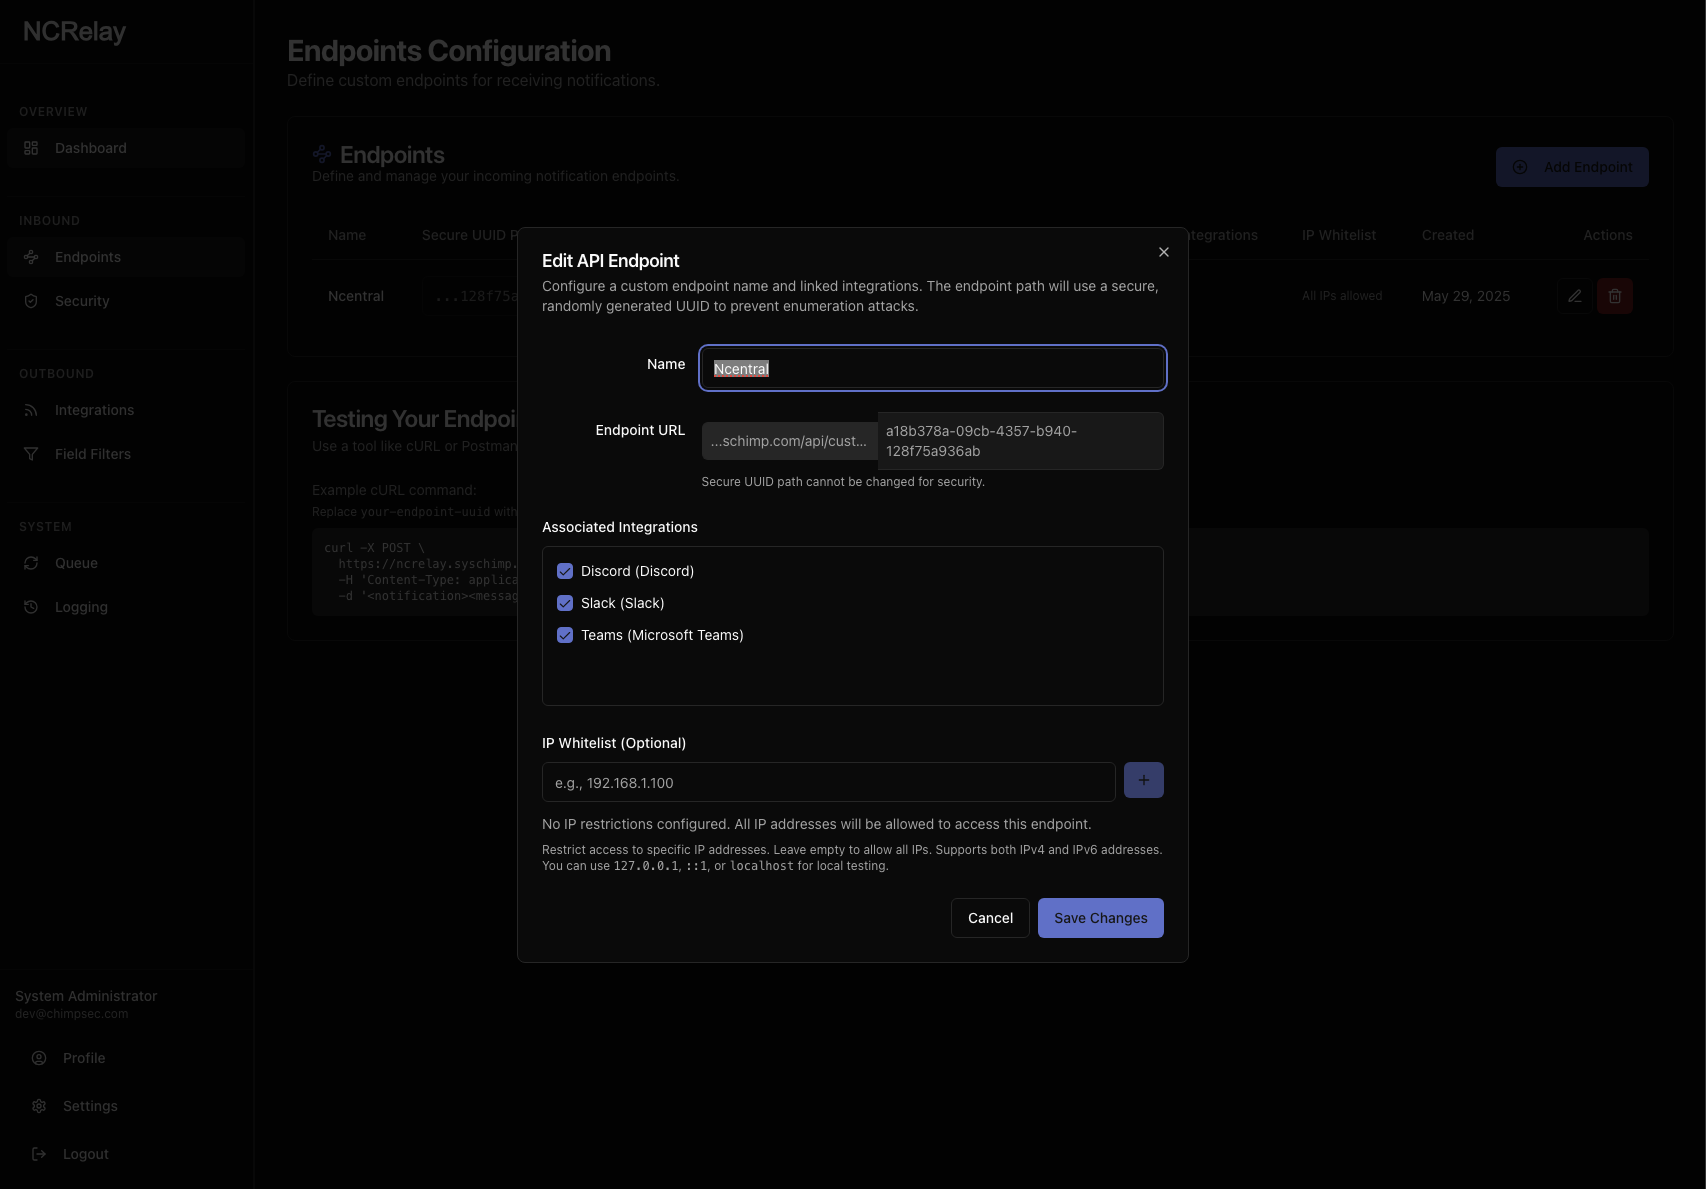 NCRelay
OVERVIEW
Dashboard
INBOUND
Endpoints
Security
OUTBOUND
Integrations
Field Filters
SYSTEM
Queue
Logging
System Administrator
dev@chimpsec.com
Profile
Settings
Logout
Endpoints Configuration
Define custom endpoints for receiving notifications.
Endpoints
Define and manage your incoming notification endpoints.
Add Endpoint
Name Secure UUID P tegrations IP Whitelist Created Actions
Ncentral ...128f75a All IPs allowed May 29, 2025
Testing Your Endpoi
Use a tool like cURL or Postman
Example cURL command:
Replace your-endpoint-uuid with
curl -X POST \
https://ncrelay.syschimp.
-H 'Content-Type: applica
-d '<notification><messag
Edit API Endpoint
Configure a custom endpoint name and linked integrations. The endpoint path will use a secure,
randomly generated UUID to prevent enumeration attacks.
Name Ncentral
Endpoint URL ...schimp.com/api/cust... a18b378a-09cb-4357-b940-
128f75a936ab
Secure UUID path cannot be changed for security.
Associated Integrations
Discord (Discord)
Slack (Slack)
Teams (Microsoft Teams)
IP Whitelist (Optional)
e.g., 192.168.1.100
No IP restrictions configured. All IP addresses will be allowed to access this endpoint.
Restrict access to specific IP addresses. Leave empty to allow all IPs. Supports both IPv4 and IPv6 addresses.
You can use 127.0.0.1, ::1, or localhost for local testing.
Cancel
Save Changes